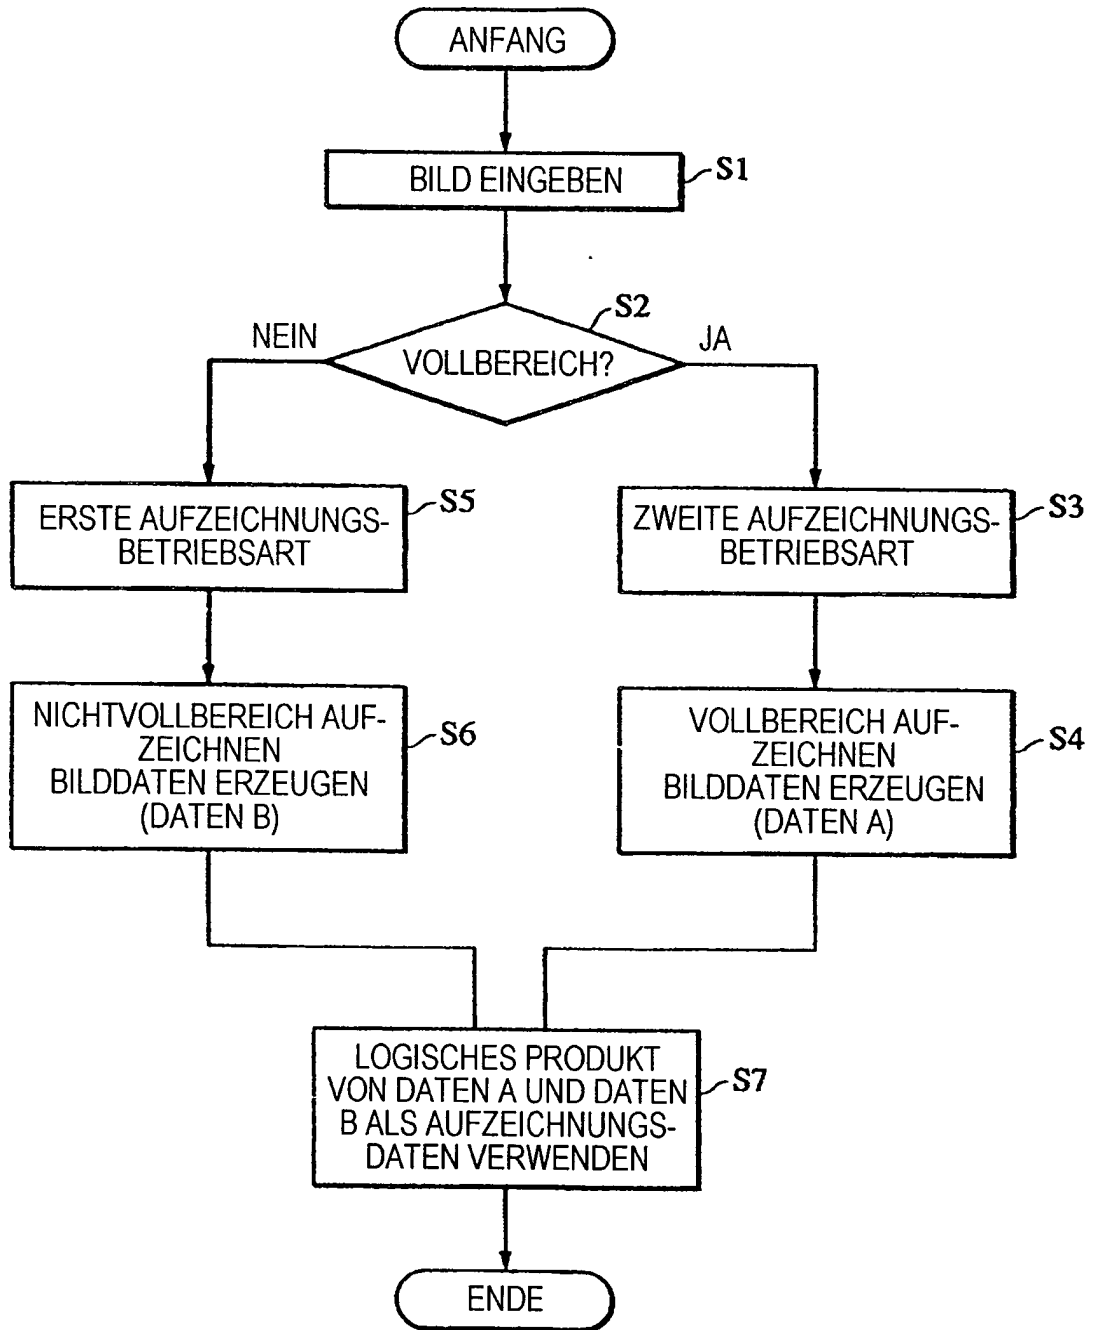 ANFANG
BILD EINGEBEN
S1
S2
NEIN
VOLLBEREICH?
JA
ERSTE AUFZEICHNUNGS-
BETRIEBSART
S5
ZWEITE AUFZEICHNUNGS-
BETRIEBSART
S3
NICHTVOLLBEREICH AUF-
ZEICHNEN
BILDDATEN ERZEUGEN
(DATEN B)
S6
VOLLBEREICH AUF-
ZEICHNEN
BILDDATEN ERZEUGEN
(DATEN A)
S4
LOGISCHES PRODUKT
VON DATEN A UND DATEN
B ALS AUFZEICHNUNGS-
DATEN VERWENDEN
S7
ENDE